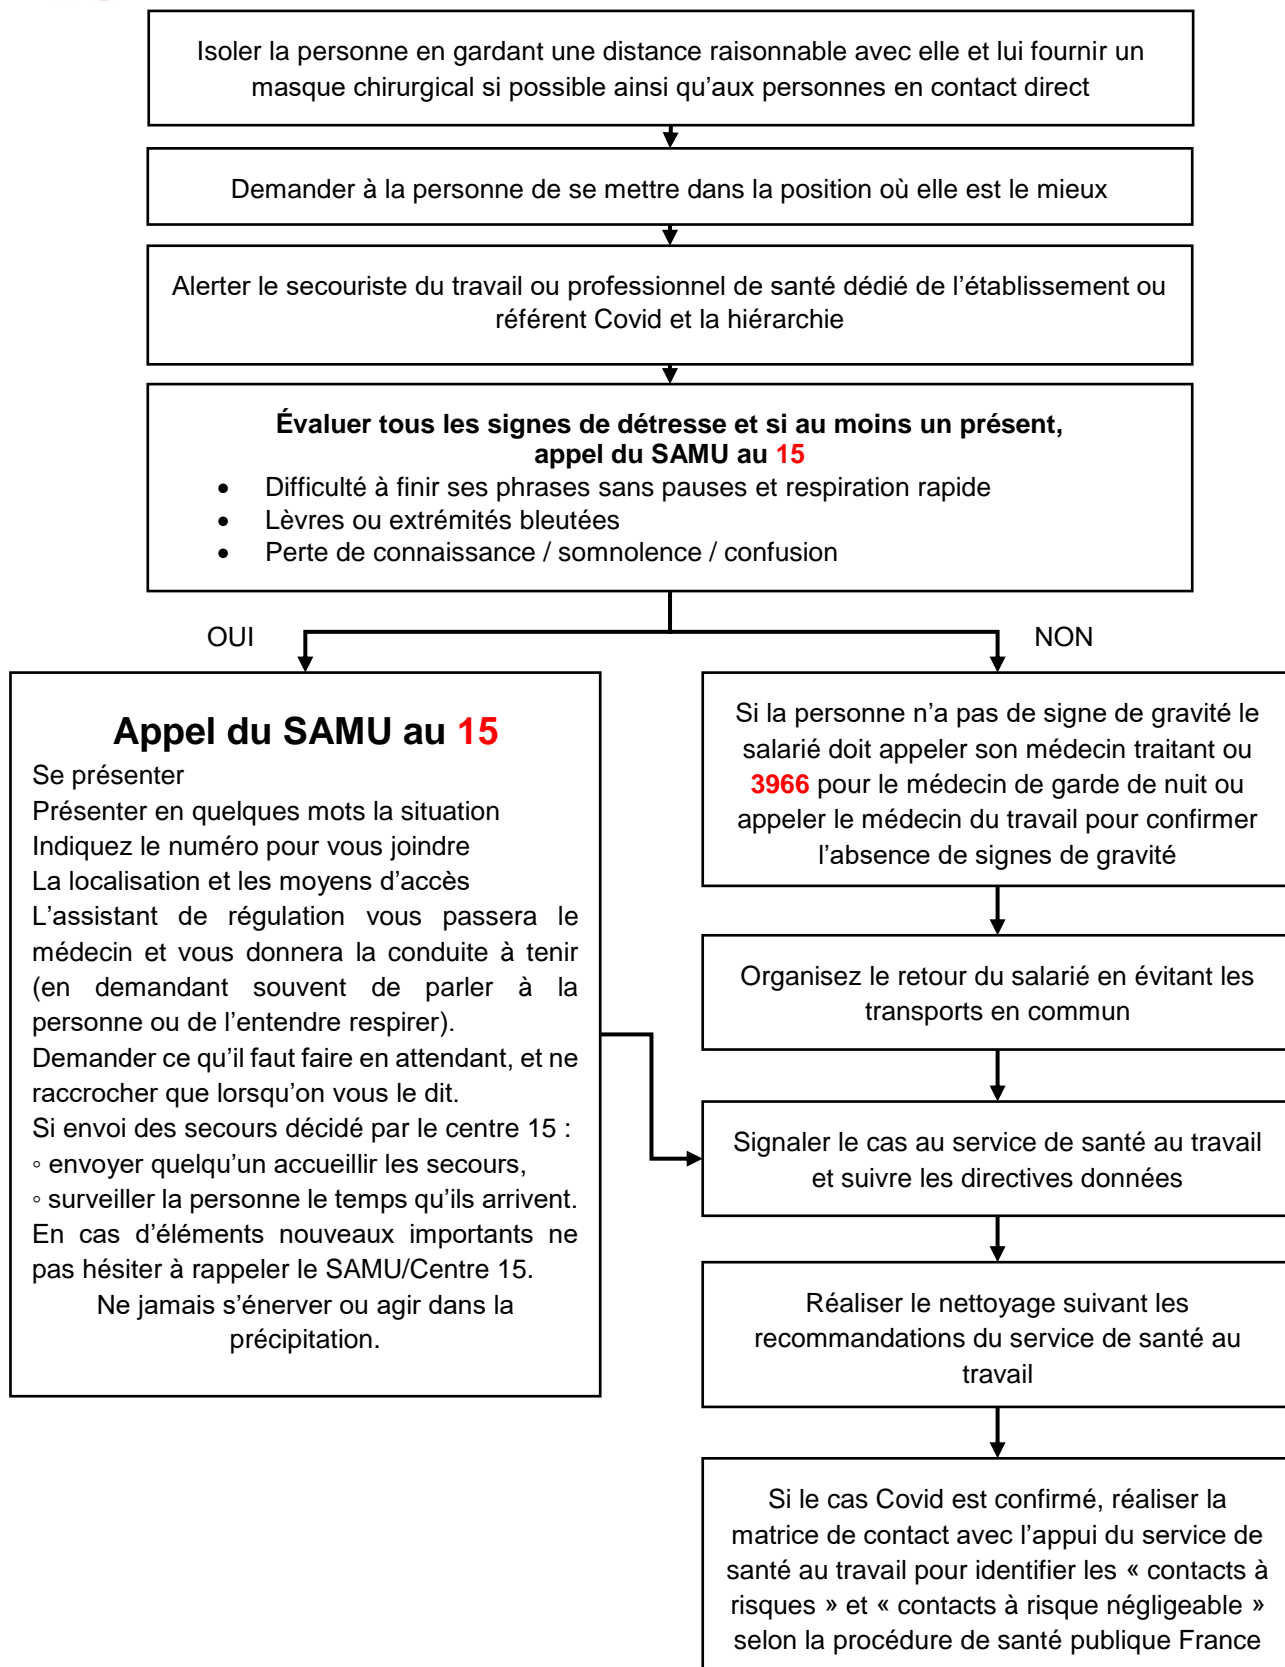 Isoler la personne en gardant une distance raisonnable avec elle et lui fournir un
masque chirurgical si possible ainsi qu’aux personnes en contact direct
Demander à la personne de se mettre dans la position où elle est le mieux
Alerter le secouriste du travail ou professionnel de santé dédié de l’établissement ou
référent Covid et la hiérarchie
Évaluer tous les signes de détresse et si au moins un présent,
appel du SAMU au 15
• Difficulté à finir ses phrases sans pauses et respiration rapide
• Lèvres ou extrémités bleutées
• Perte de connaissance / somnolence / confusion
OUI
NON
Appel du SAMU au 15
Se présenter
Présenter en quelques mots la situation
Indiquez le numéro pour vous joindre
La localisation et les moyens d’accès
L’assistant de régulation vous passera le
médecin et vous donnera la conduite à tenir
(en demandant souvent de parler à la
personne ou de l’entendre respirer).
Demander ce qu’il faut faire en attendant, et ne
raccrocher que lorsqu’on vous le dit.
Si envoi des secours décidé par le centre 15 :
◦ envoyer quelqu’un accueillir les secours,
◦ surveiller la personne le temps qu’ils arrivent.
En cas d’éléments nouveaux importants ne
pas hésiter à rappeler le SAMU/Centre 15.
Ne jamais s’énerver ou agir dans la
précipitation.
Si la personne n’a pas de signe de gravité le
salarié doit appeler son médecin traitant ou
3966 pour le médecin de garde de nuit ou
appeler le médecin du travail pour confirmer
l’absence de signes de gravité
Organisez le retour du salarié en évitant les
transports en commun
Signaler le cas au service de santé au travail
et suivre les directives données
Réaliser le nettoyage suivant les
recommandations du service de santé au
travail
Si le cas Covid est confirmé, réaliser la
matrice de contact avec l’appui du service de
santé au travail pour identifier les « contacts à
risques » et « contacts à risque négligeable »
selon la procédure de santé publique France